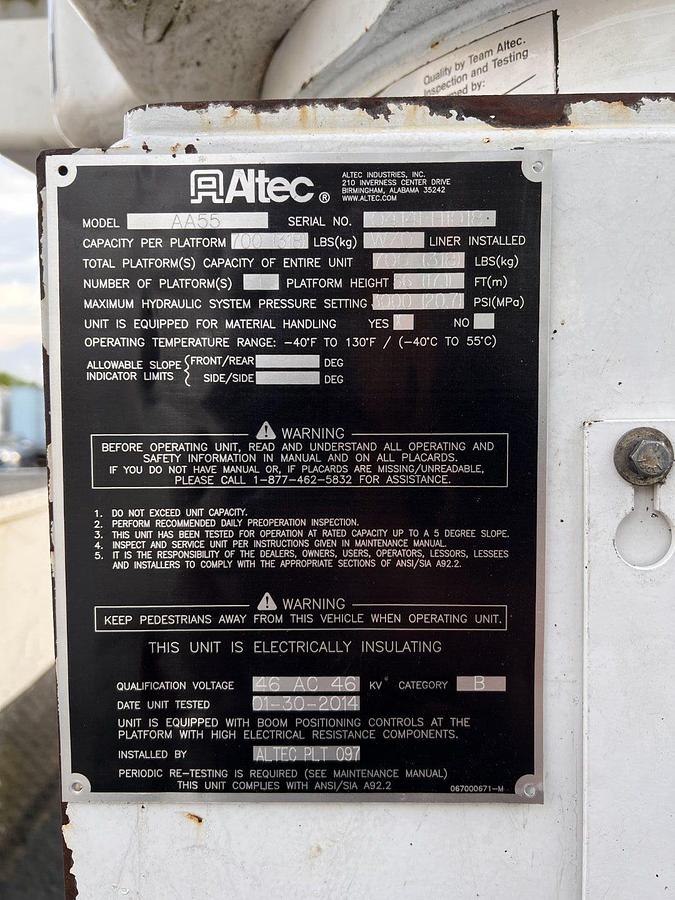 Quality by Team Altec.
Inspection and Testing
med by:
Altec®
ALTEC INDUSTRIES, INC.
210 INVERNESS CENTER DRIVE
BIRMINGHAM, ALABAMA 35242
WWW.ALTEC.COM
MODEL AA55 SERIAL NO.
CAPACITY PER PLATFORM 700 (318) LBS(kg) LINER INSTALLED
TOTAL PLATFORM(S) CAPACITY OF ENTIRE UNIT 700 (318) LBS(kg)
NUMBER OF PLATFORM(S) PLATFORM HEIGHT 56 (17.1) FT(m)
MAXIMUM HYDRAULIC SYSTEM PRESSURE SETTING 3000 (20.7) PSI(MPa)
UNIT IS EQUIPPED FOR MATERIAL HANDLING YES X NO
OPERATING TEMPERATURE RANGE: -40°F TO 130°F / (-40°C TO 55°C)
ALLOWABLE SLOPE FRONT/REAR DEG
INDICATOR LIMITS SIDE/SIDE DEG
WARNING
BEFORE OPERATING UNIT, READ AND UNDERSTAND ALL OPERATING AND
SAFETY INFORMATION IN MANUAL AND ON ALL PLACARDS.
IF YOU DO NOT HAVE MANUAL OR, IF PLACARDS ARE MISSING/UNREADABLE,
PLEASE CALL 1-877-462-5832 FOR ASSISTANCE.
1. DO NOT EXCEED UNIT CAPACITY.
2. PERFORM RECOMMENDED DAILY PREOPERATION INSPECTION.
3. THIS UNIT HAS BEEN TESTED FOR OPERATION AT RATED CAPACITY UP TO A 5 DEGREE SLOPE.
4. INSPECT AND SERVICE UNIT PER INSTRUCTIONS GIVEN IN MAINTENANCE MANUAL.
5. IT IS THE RESPONSIBILITY OF THE DEALERS, OWNERS, USERS, OPERATORS, LESSORS, LESSEES
AND INSTALLERS TO COMPLY WITH THE APPROPRIATE SECTIONS OF ANSI/SIA A92.2.
WARNING
KEEP PEDESTRIANS AWAY FROM THIS VEHICLE WHEN OPERATING UNIT.
THIS UNIT IS ELECTRICALLY INSULATING
QUALIFICATION VOLTAGE 46 AC 46 KV CATEGORY B
DATE UNIT TESTED 01-30-2014
UNIT IS EQUIPPED WITH BOOM POSITIONING CONTROLS AT THE
PLATFORM WITH HIGH ELECTRICAL RESISTANCE COMPONENTS.
INSTALLED BY ALTEC PLT 097
PERIODIC RE-TESTING IS REQUIRED (SEE MAINTENANCE MANUAL)
THIS UNIT COMPLIES WITH ANSI/SIA A92.2 067000671-M